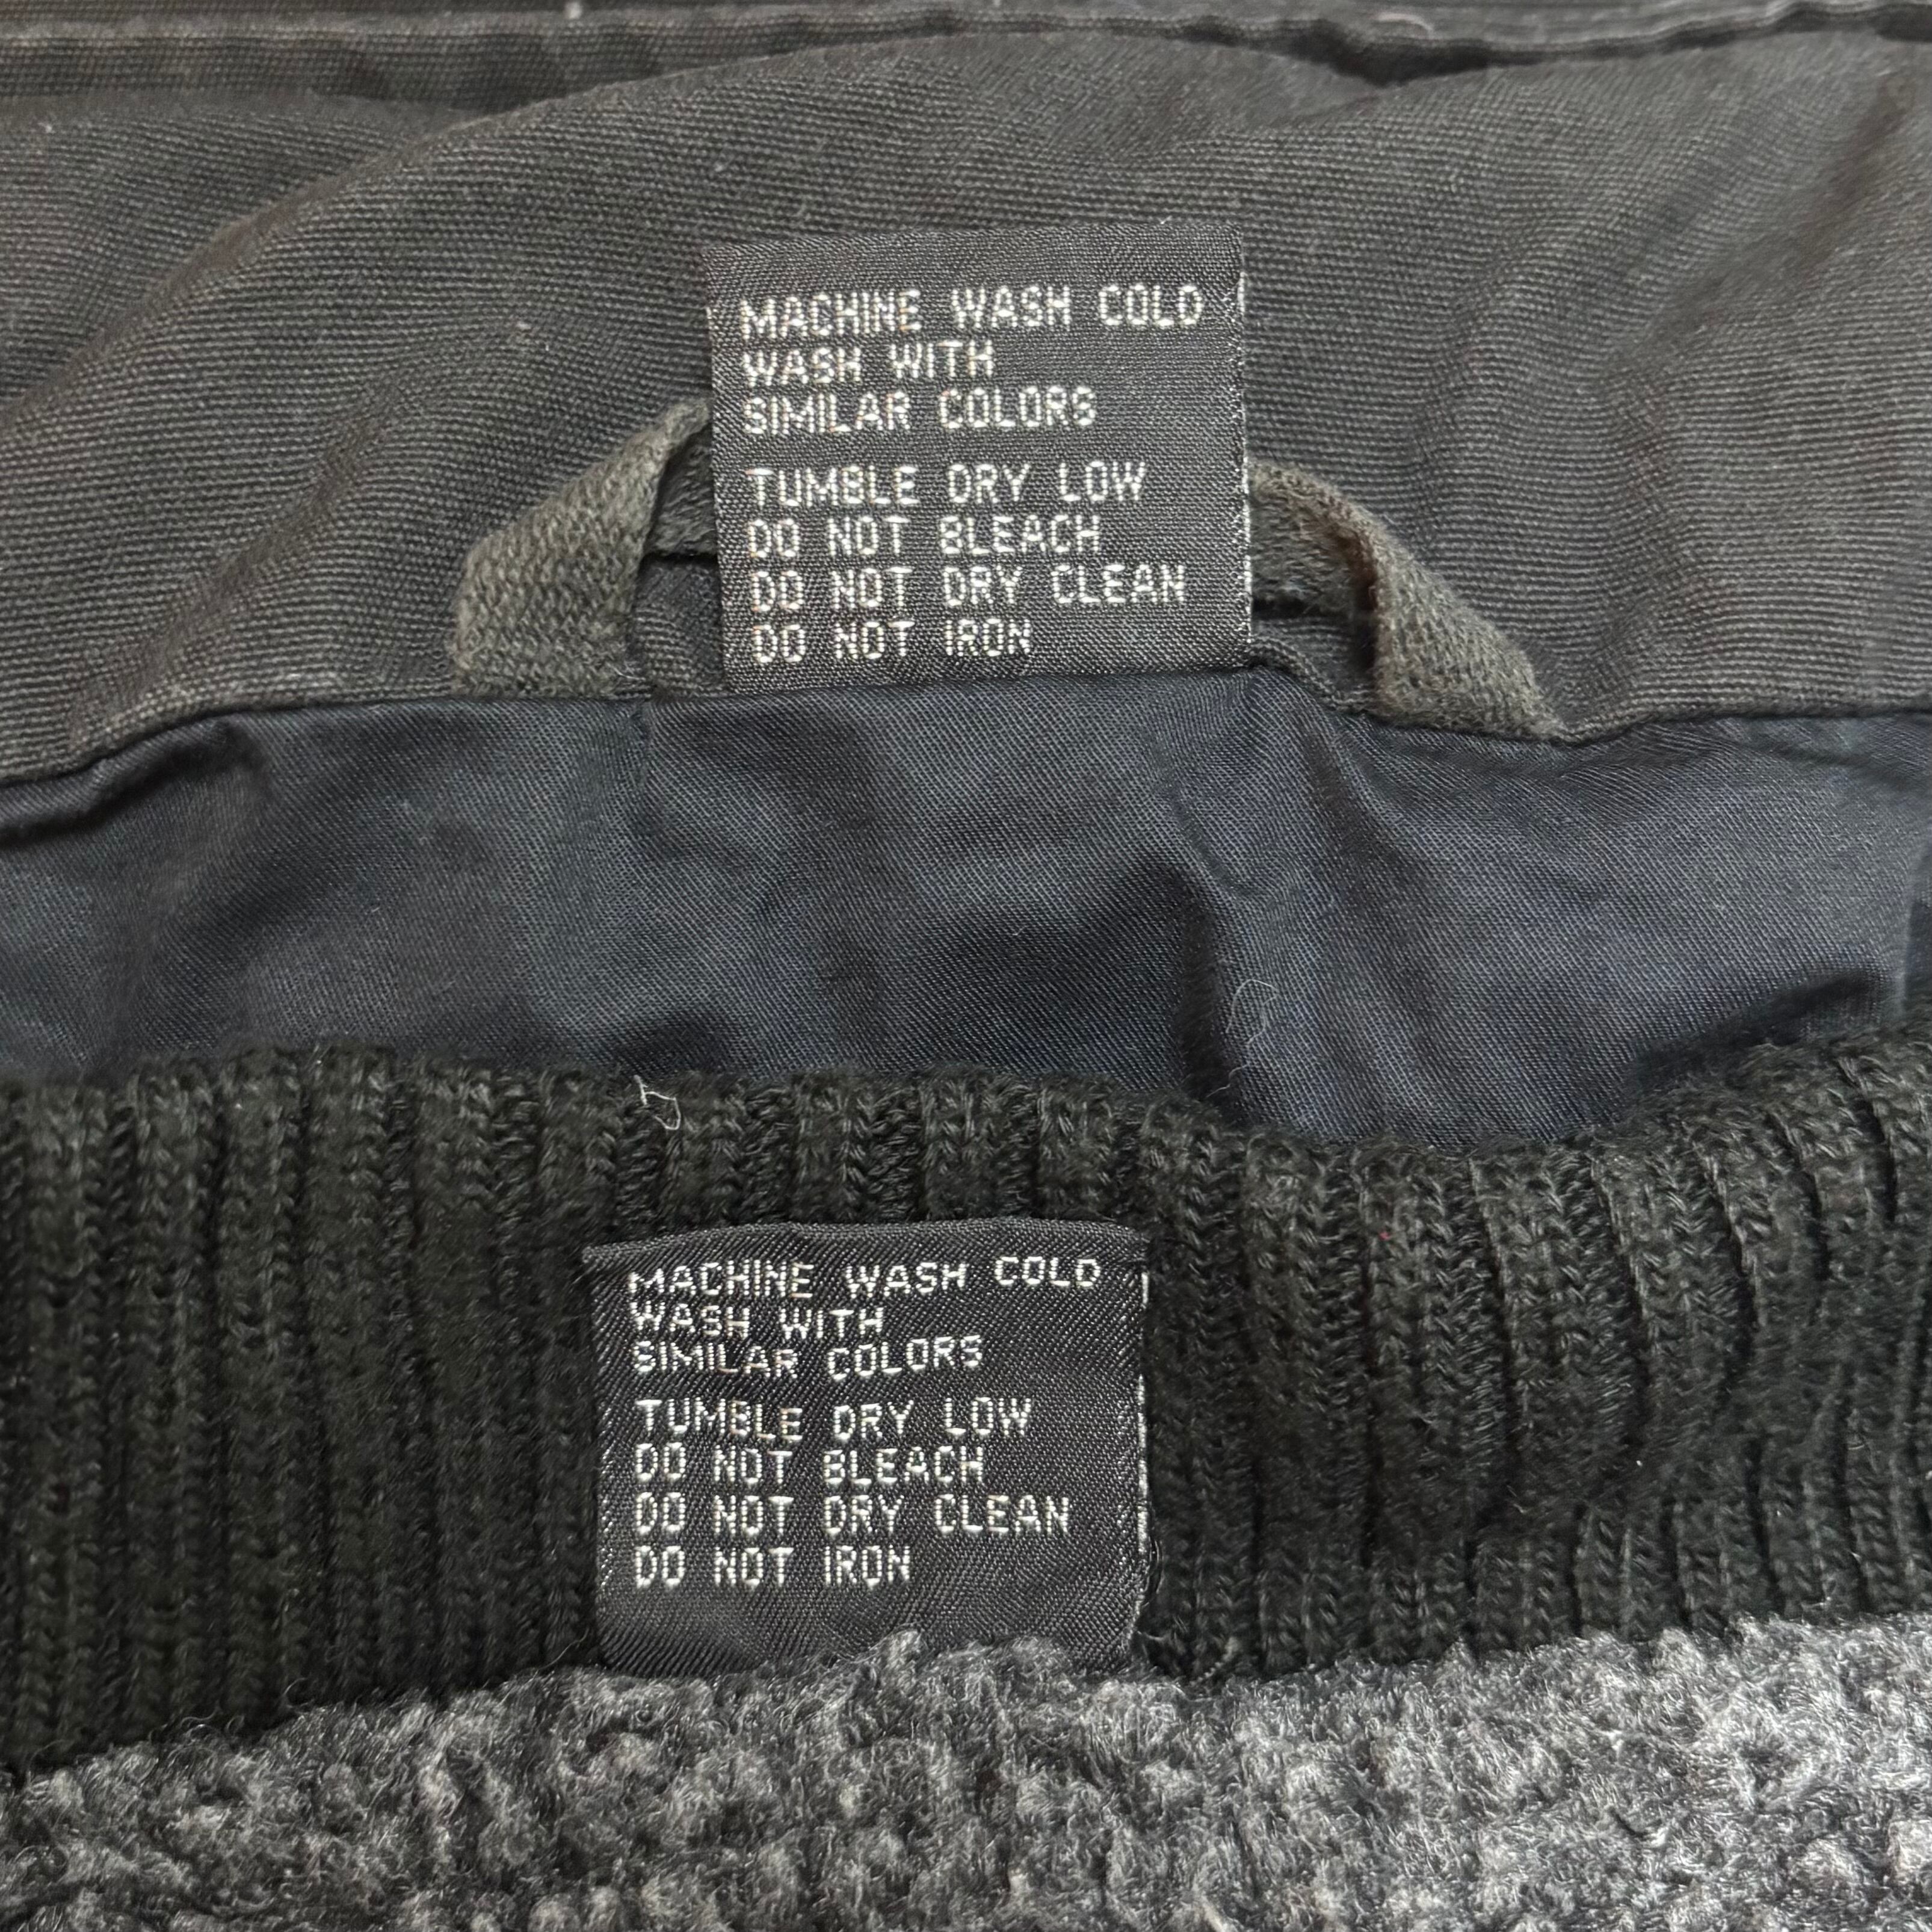 MACHINE WASH COLD
WASH WITH
SIMILAR COLORS
TUMBLE DRY LOW
DO NOT BLEACH
DO NOT DRY CLEAN
DO NOT IRON
MACHINE WASH COLD
WASH WITH
SIMILAR COLORS
TUMBLE DRY LOW
DO NOT BLEACH
DO NOT DRY CLEAN
DO NOT IRON